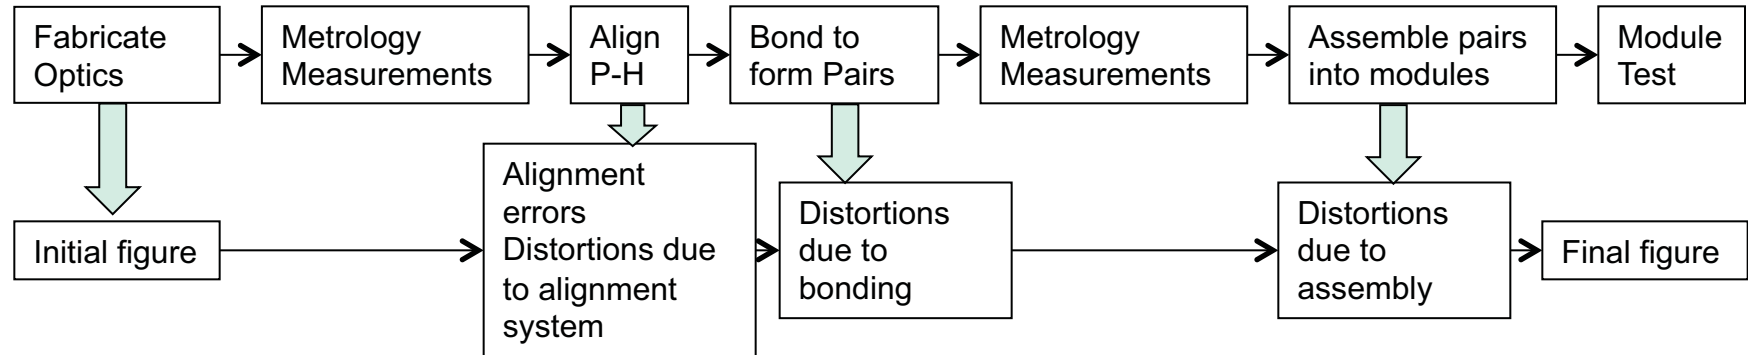 Fabricate
Optics
Metrology
Measurements
Align
P-H
Bond to
form Pairs
Metrology
Measurements
Assemble pairs
into modules
Module
Test
Initial figure
Alignment
errors
Distortions due
to alignment
system
Distortions
due to
bonding
Distortions
due to
assembly
Final figure